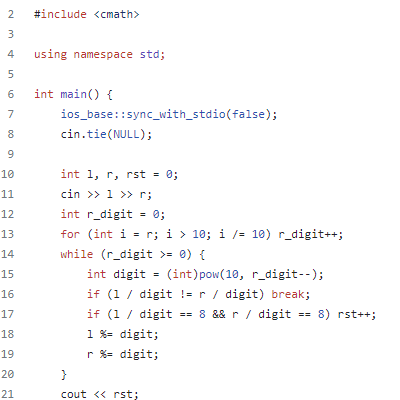 2 #include <cmath>
3
4 using namespace std;
5
6 int main() {
7     ios_base::sync_with_stdio(false);
8     cin.tie(NULL);
9
10     int l, r, rst = 0;
11     cin >> l >> r;
12     int r_digit = 0;
13     for (int i = r; i > 10; i /= 10) r_digit++;
14     while (r_digit >= 0) {
15         int digit = (int)pow(10, r_digit--);
16         if (l / digit != r / digit) break;
17         if (l / digit == 8 && r / digit == 8) rst++;
18         l %= digit;
19         r %= digit;
20     }
21     cout << rst;